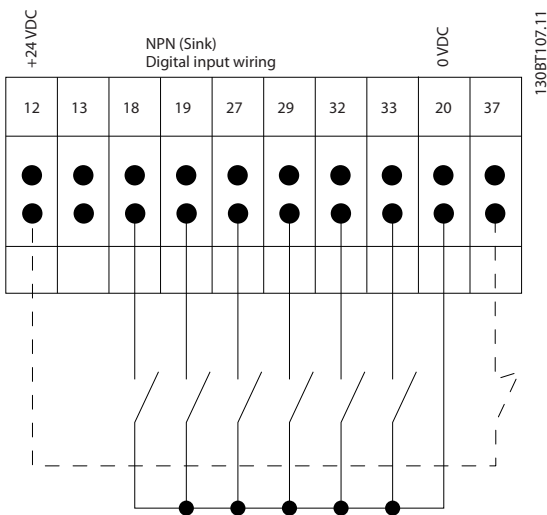 +24 VDC
NPN (Sink)
Digital input wiring
0 VDC
130BT107.11
12 13 18 19 27 29 32 33 20 37